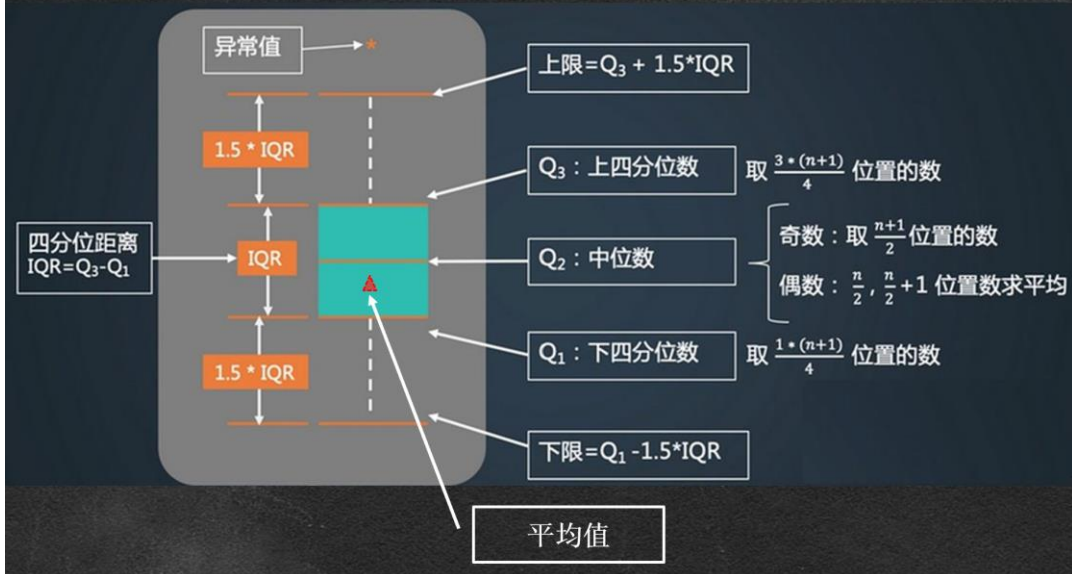 异常值
上限=Q₃ + 1.5*IQR
1.5 * IQR
Q₃：上四分位数 取 3*(n+1)/4 位置的数
四分位距离
IQR=Q₃-Q₁
IQR
Q₂：中位数
奇数：取 n+1/2 位置的数
偶数： n/2 , n/2 +1 位置数求平均
Q₁：下四分位数 取 1*(n+1)/4 位置的数
1.5 * IQR
下限=Q₁ -1.5*IQR
平均值